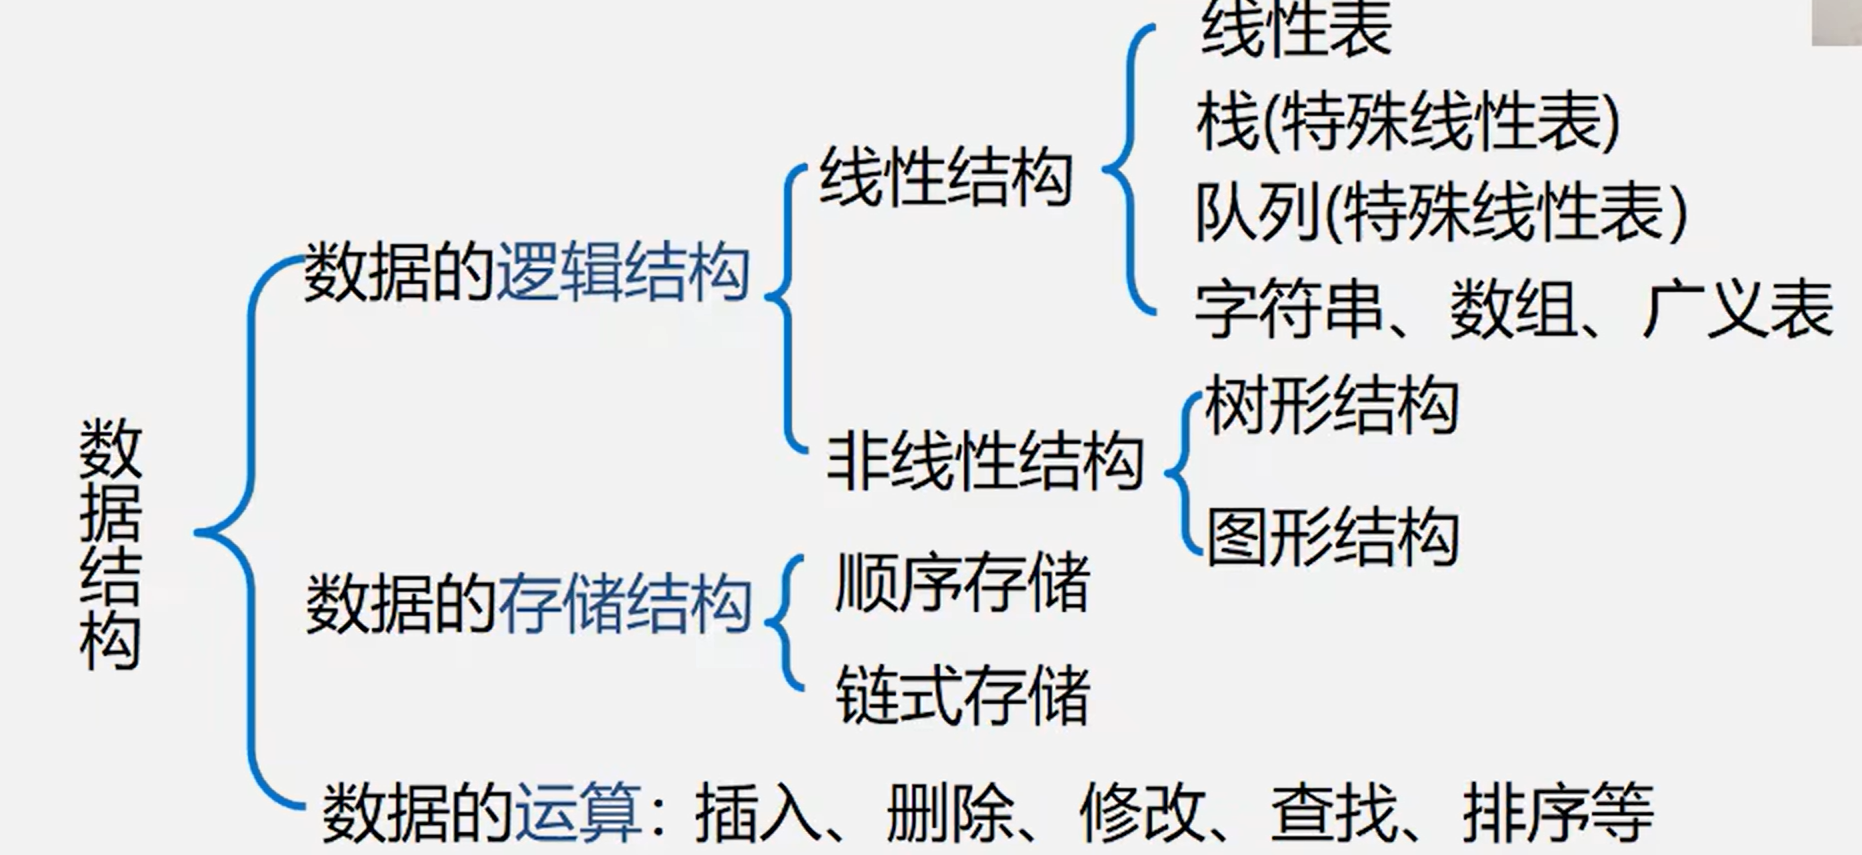 数据结构
数据的逻辑结构
线性结构
线性表
栈(特殊线性表)
队列(特殊线性表)
字符串、数组、广义表
非线性结构
树形结构
图形结构
数据的存储结构
顺序存储
链式存储
数据的运算：插入、删除、修改、查找、排序等